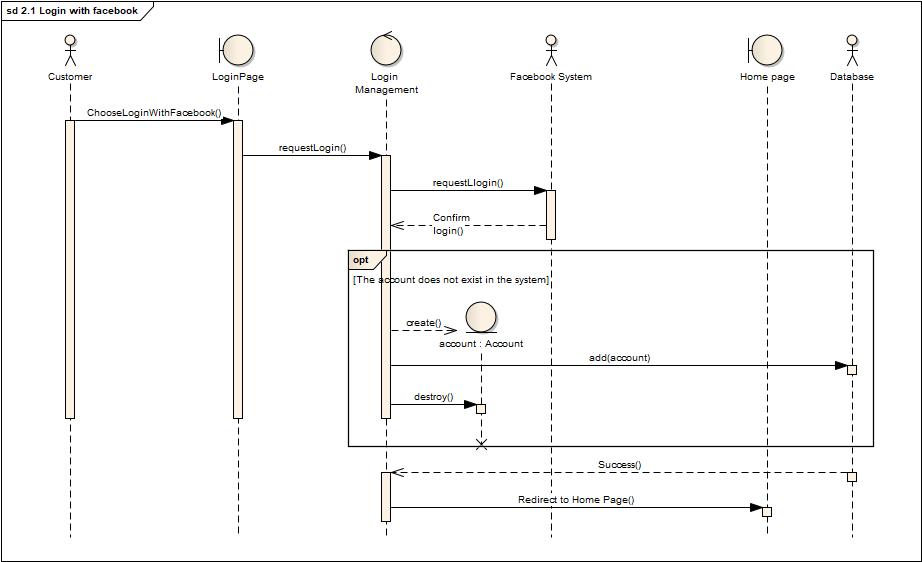 sd 2.1 Login with facebook
Customer
LoginPage
Login
Management
Facebook System
Home page
Database
ChooseLoginWithFacebook()
requestLogin()
requestLlogin()
Confirm
login()
opt
[The account does not exist in the system]
create()
account : Account
add(account)
destroy()
Success()
Redirect to Home Page()